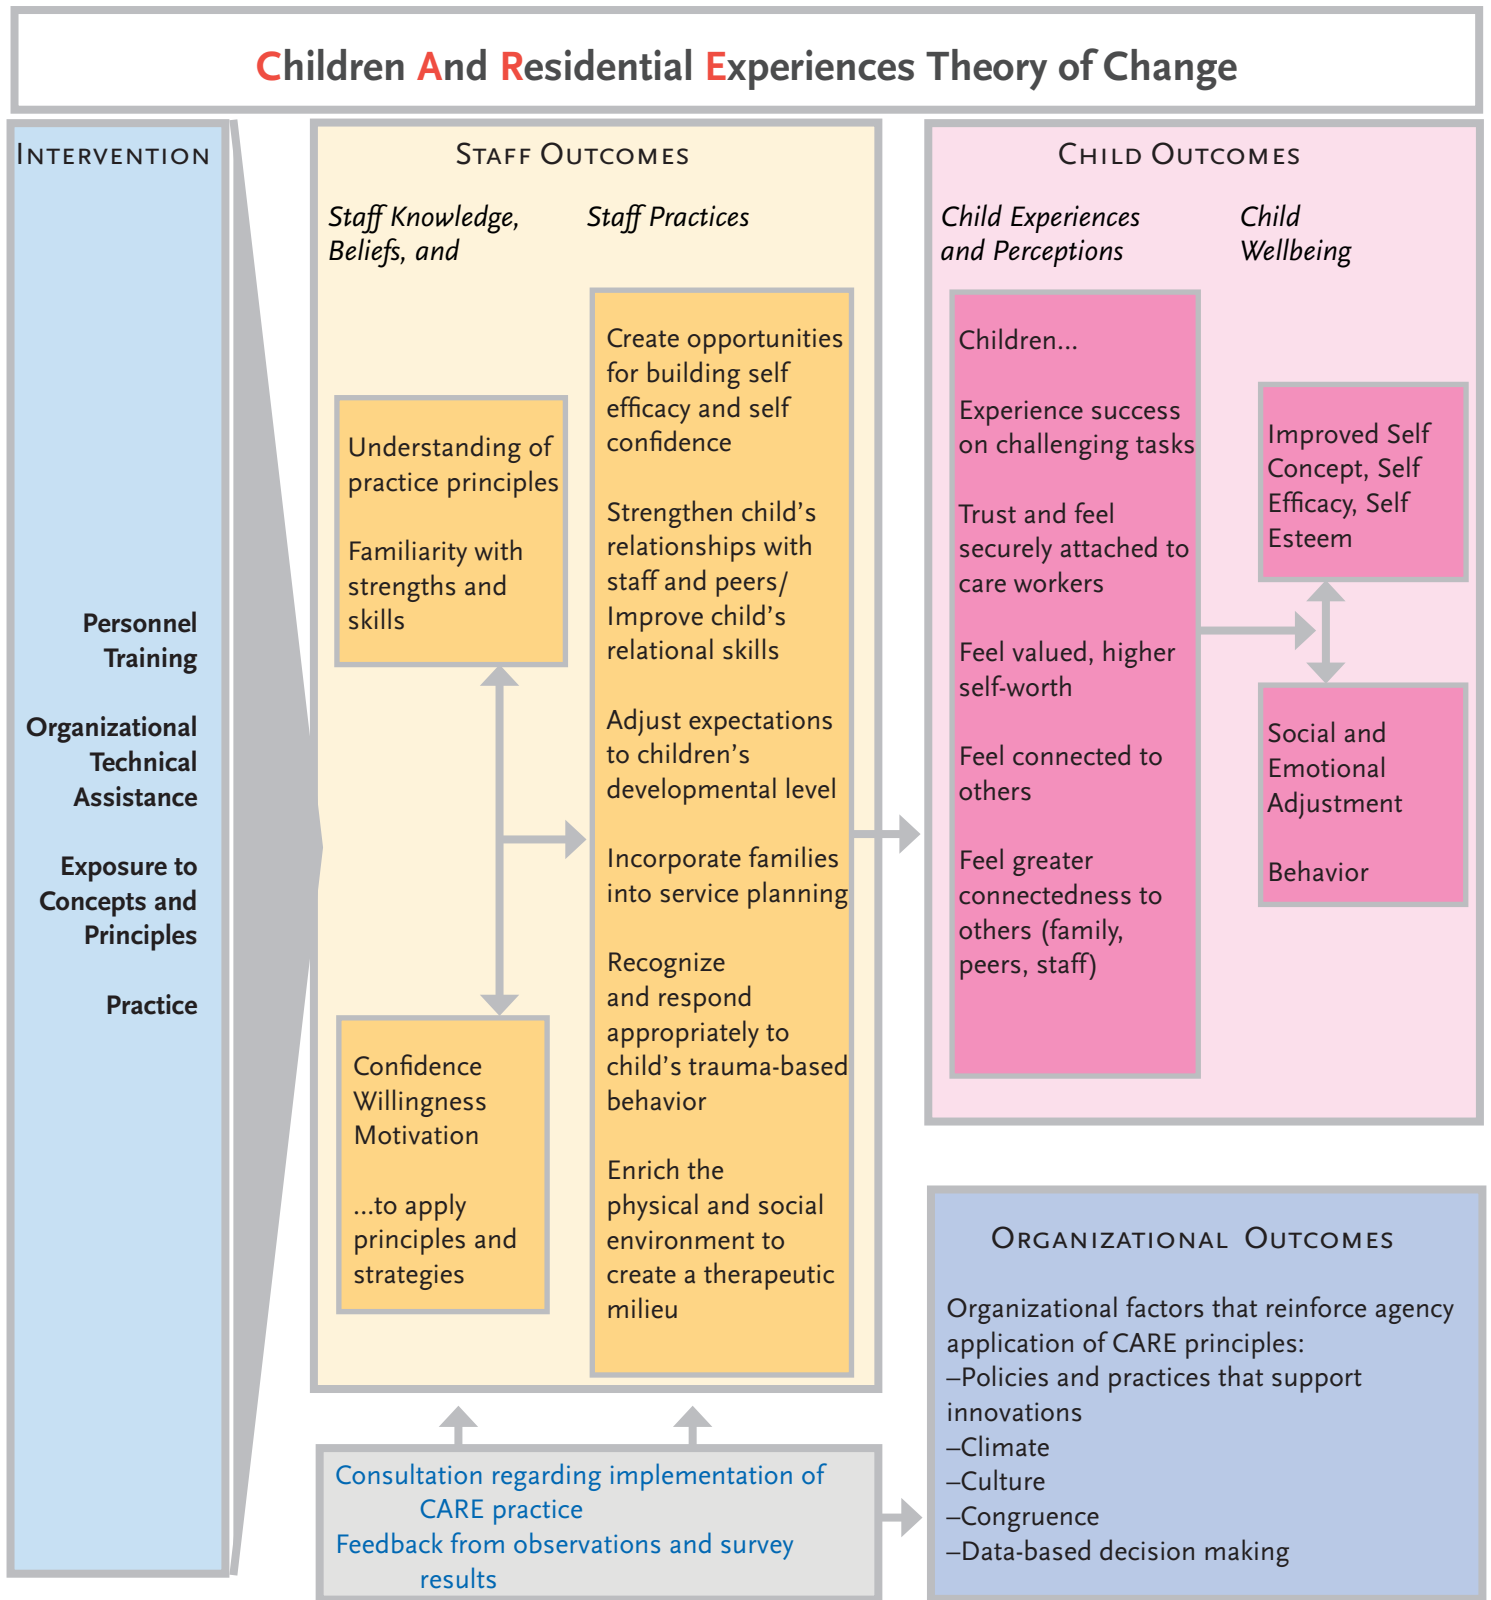 Children And Residential Experiences Theory of Change
INTERVENTION
Personnel
Training
Organizational
Technical
Assistance
Exposure to
Concepts and
Principles
Practice
STAFF OUTCOMES
Staff Knowledge,
Beliefs, and
Understanding of
practice principles
Familiarity with
strengths and
skills
Confidence
Willingness
Motivation
...to apply
principles and
strategies
Staff Practices
Create opportunities
for building self
efficacy and self
confidence
Strengthen child's
relationships with
staff and peers/
Improve child's
relational skills
Adjust expectations
to children's
developmental level
Incorporate families
into service planning
Recognize
and respond
appropriately to
child's trauma-based
behavior
Enrich the
physical and social
environment to
create a therapeutic
milieu
CHILD OUTCOMES
Child Experiences
and Perceptions
Children...
Experience success
on challenging tasks
Trust and feel
securely attached to
care workers
Feel valued, higher
self-worth
Feel connected to
others
Feel greater
connectedness to
others (family,
peers, staff)
Child
Wellbeing
Improved Self
Concept, Self
Efficacy, Self
Esteem
Social and
Emotional
Adjustment
Behavior
Consultation regarding implementation of
CARE practice
Feedback from observations and survey
results
ORGANIZATIONAL OUTCOMES
Organizational factors that reinforce agency
application of CARE principles:
–Policies and practices that support
innovations
–Climate
–Culture
–Congruence
–Data-based decision making